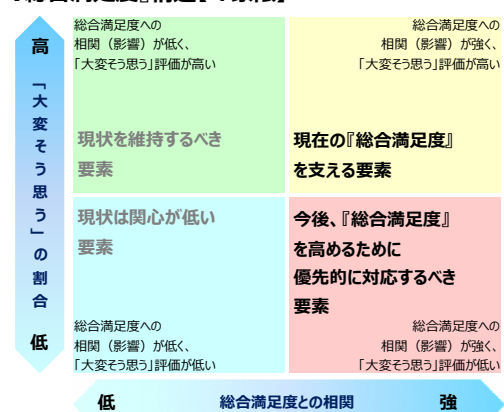 高
「大変そう思う」の割合
低
総合満足度への
相関（影響）が低く、
「大変そう思う」評価が高い
現状を維持するべき
要素
総合満足度への
相関（影響）が強く、
「大変そう思う」評価が高い
現在の『総合満足度』
を支える要素
現状は関心が低い
要素
総合満足度への
相関（影響）が低く、
「大変そう思う」評価が低い
今後、『総合満足度』
を高めるために
優先的に対応するべき
要素
総合満足度への
相関（影響）が強く、
「大変そう思う」評価が低い
低
総合満足度との相関
強